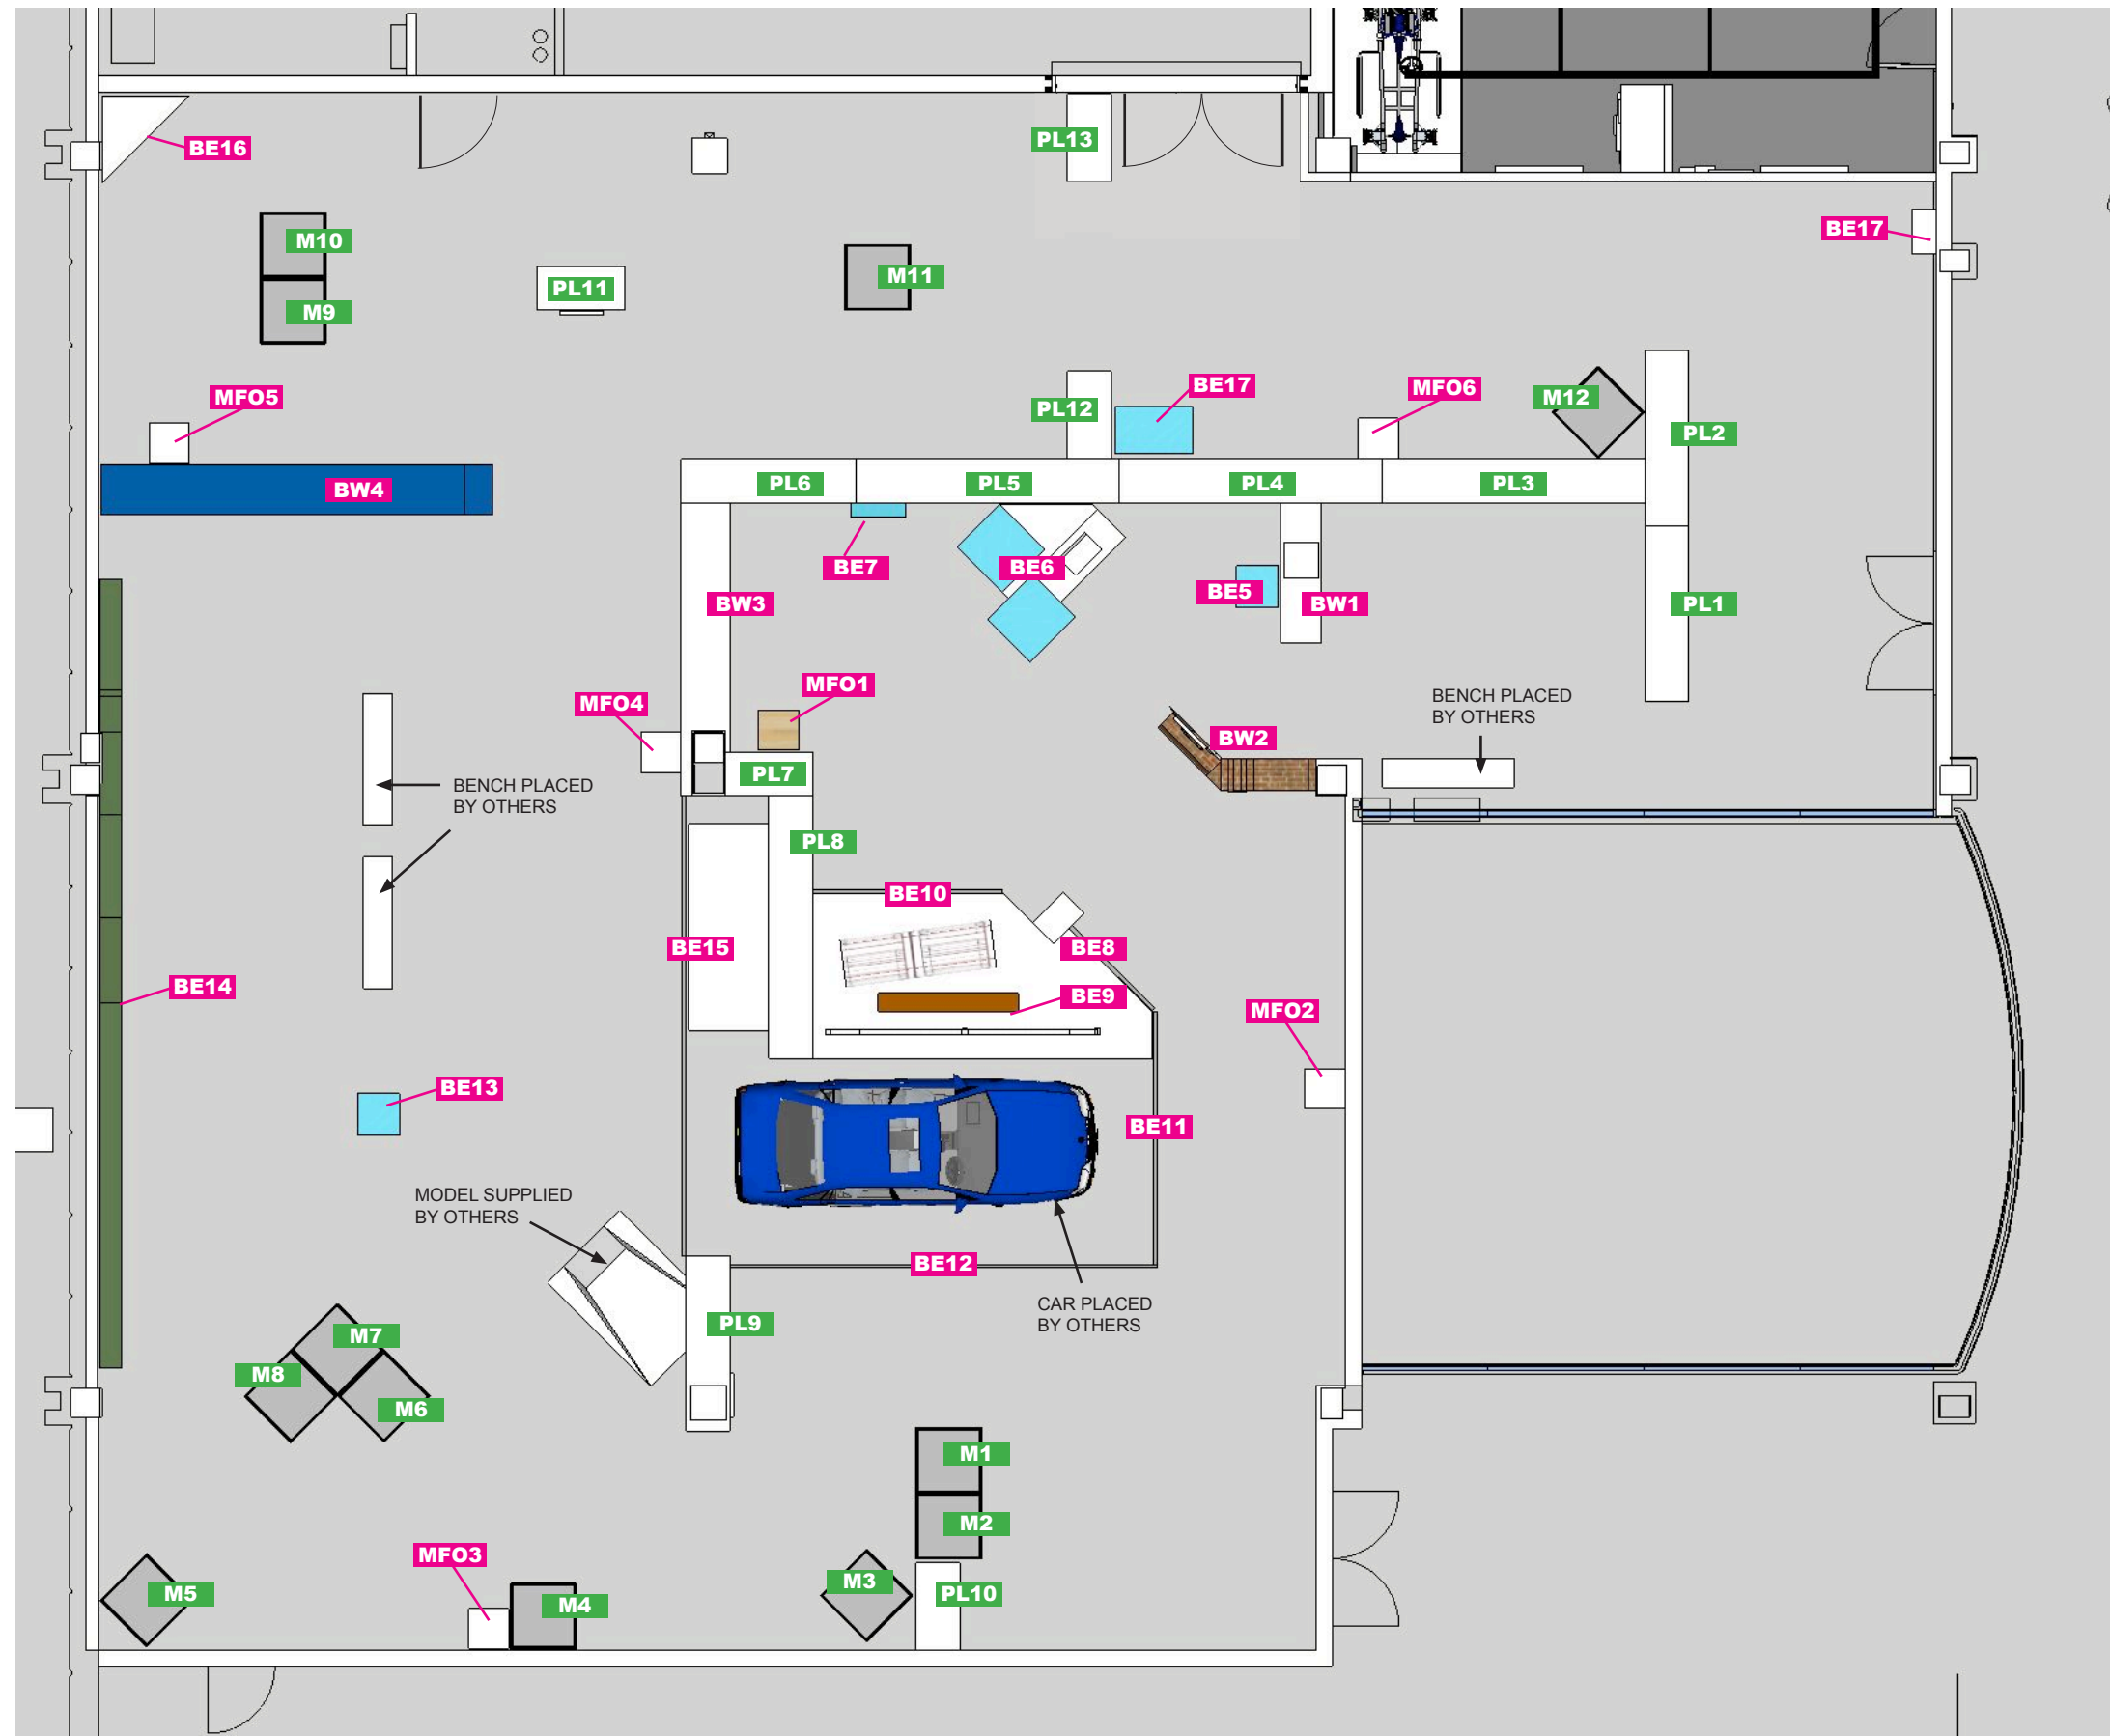 PL13
BE16
BE17
M10
M11
PL11
M9
BE17
MFO6
MFO5
M12
PL12
PL2
BW4
PL6
PL5
PL4
PL3
BE7
BE6
BE5
BW3
BW1
PL1
MFO1
BENCH PLACED
BY OTHERS
MFO4
BW2
PL7
BENCH PLACED
BY OTHERS
PL8
BE10
BE15
BE8
BE14
BE9
MFO2
BE13
BE11
MODEL SUPPLIED
BY OTHERS
BE12
CAR PLACED
BY OTHERS
PL9
M7
M8
M6
M1
M2
MFO3
M3
M5
PL10
M4